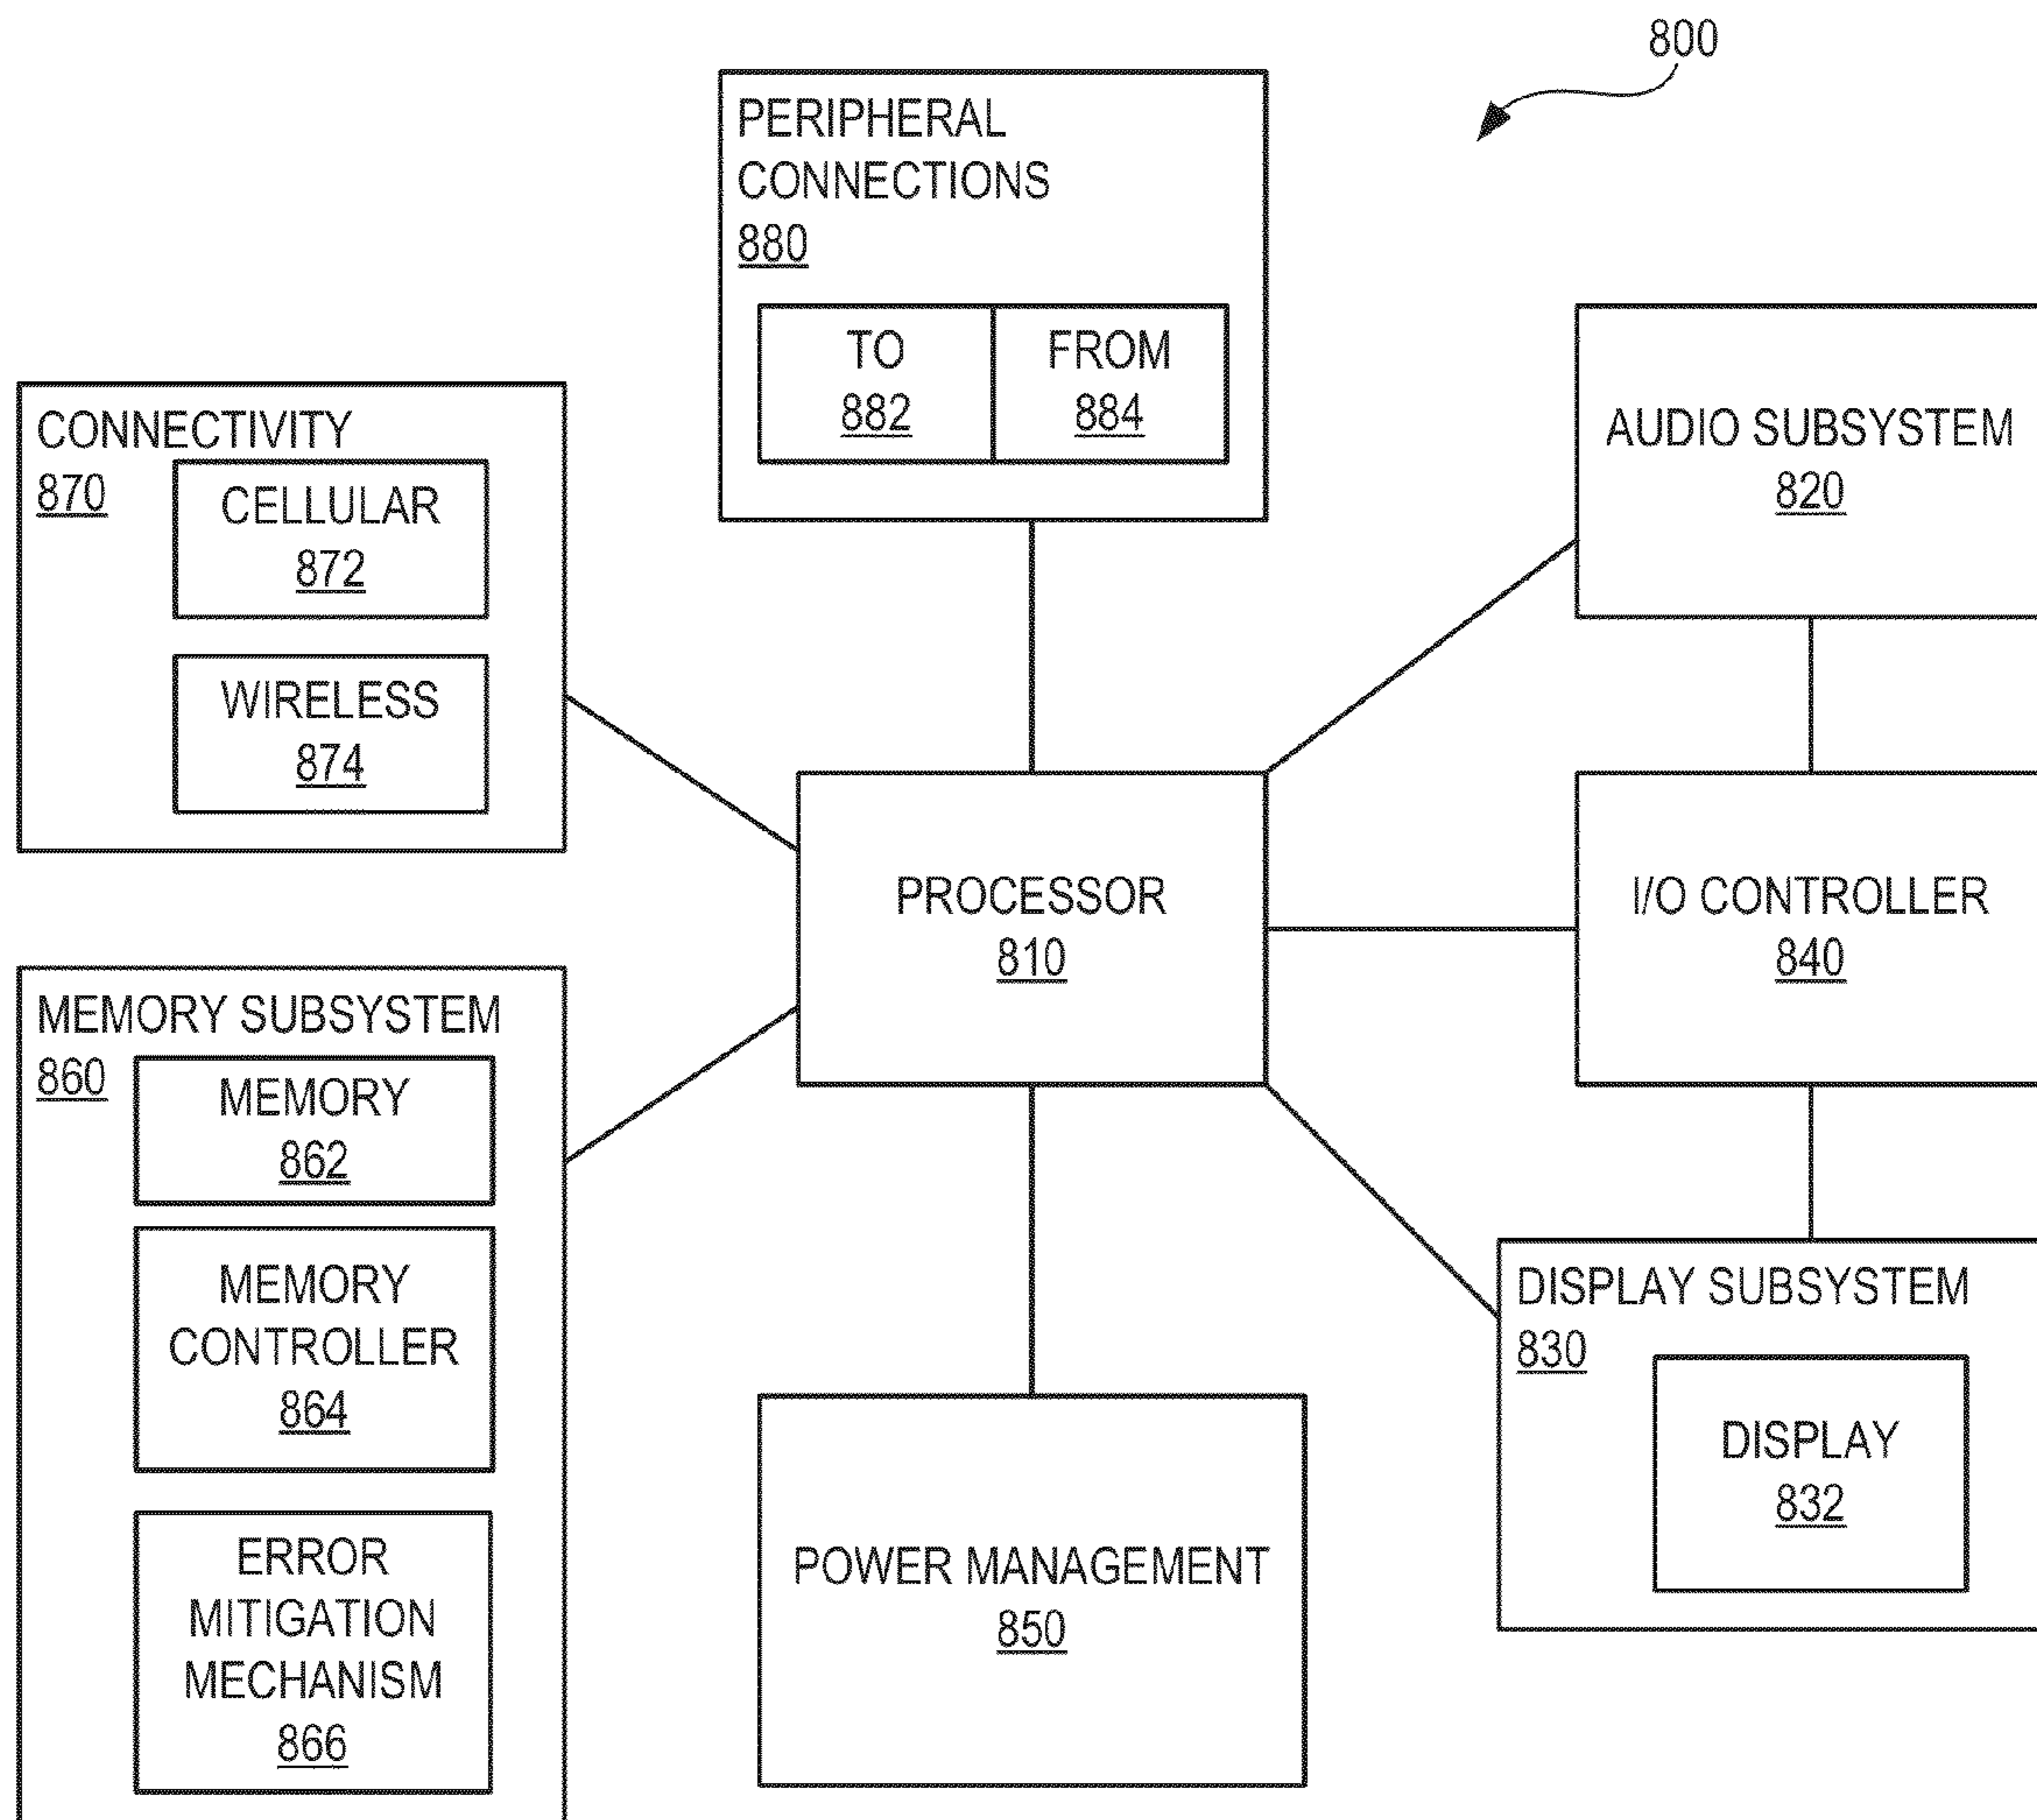 800
PERIPHERAL
CONNECTIONS
880
TO
882
FROM
884
CONNECTIVITY
870
CELLULAR
872
WIRELESS
874
AUDIO SUBSYSTEM
820
PROCESSOR
810
I/O CONTROLLER
840
MEMORY SUBSYSTEM
860
MEMORY
862
MEMORY
CONTROLLER
864
ERROR
MITIGATION
MECHANISM
866
POWER MANAGEMENT
850
DISPLAY SUBSYSTEM
830
DISPLAY
832